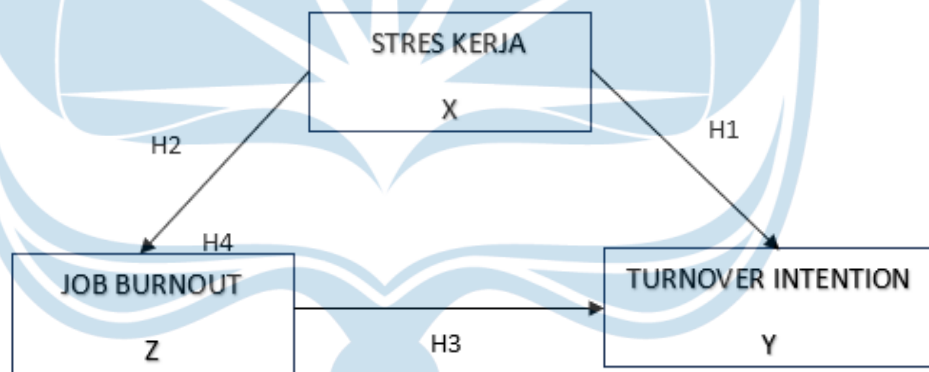 STRES KERJA
X
H1
H2
H4
JOB BURNOUT
Z
TURNOVER INTENTION
Y
H3